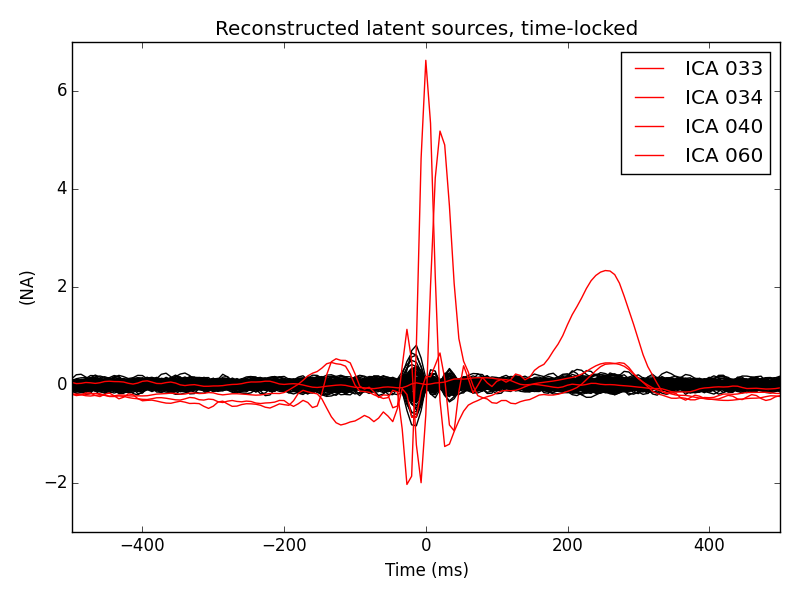 Reconstructed latent sources, time-locked
ICA 033
ICA 034
ICA 040
ICA 060
6
4
2
0
−2
(NA)
−400 −200 0 200 400
Time (ms)